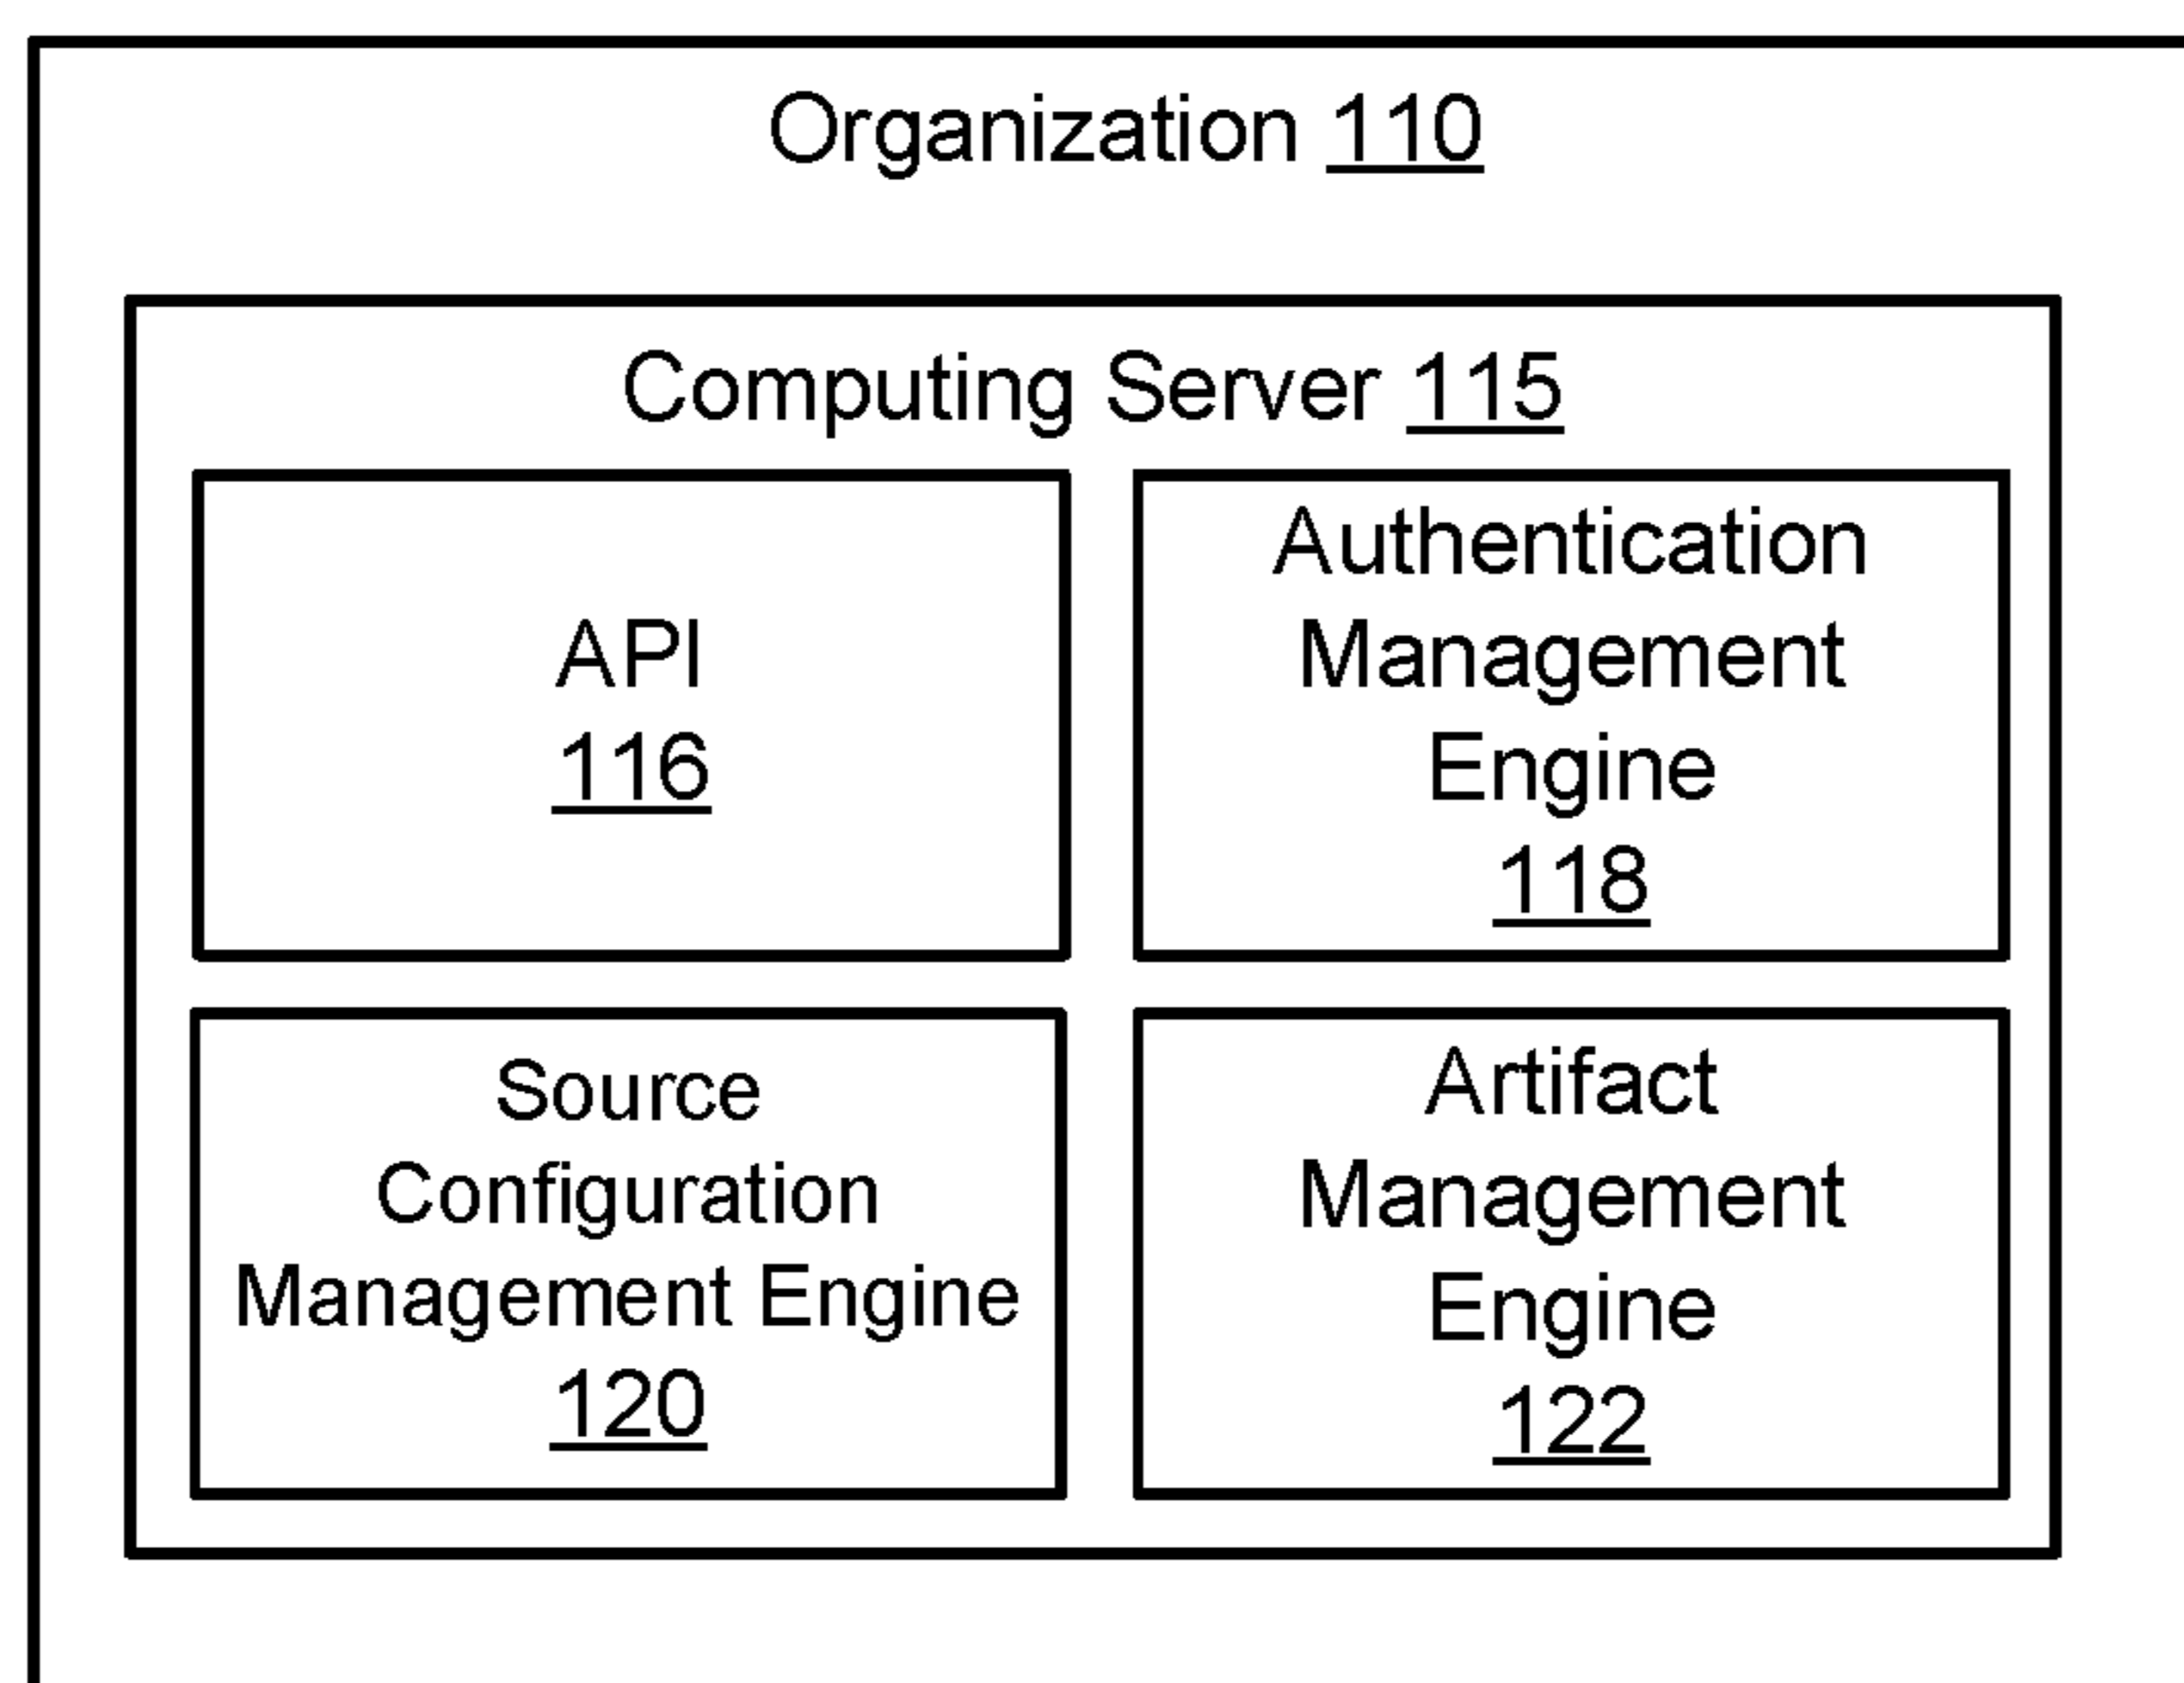 Organization 110
Computing Server 115
API
116
Authentication
Management
Engine
118
Source
Configuration
Management Engine
120
Artifact
Management
Engine
122